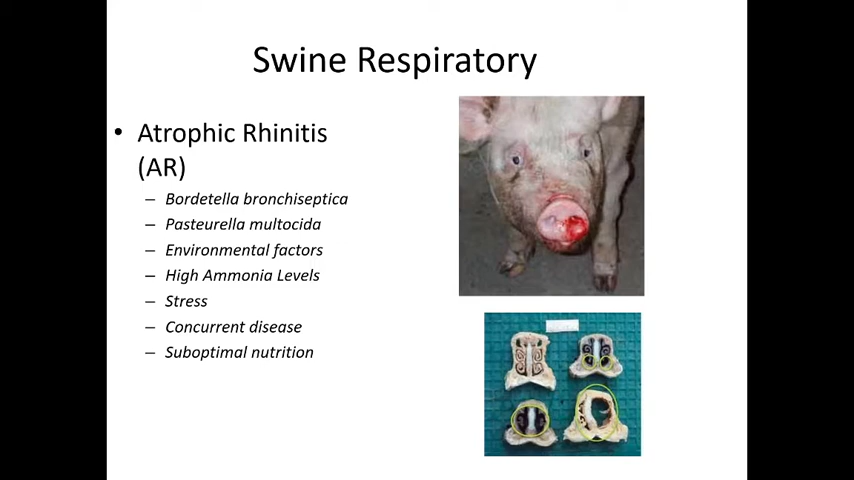 Swine Respiratory
• Atrophic Rhinitis
(AR)
– Bordetella bronchiseptica
– Pasteurella multocida
– Environmental factors
– High Ammonia Levels
– Stress
– Concurrent disease
– Suboptimal nutrition